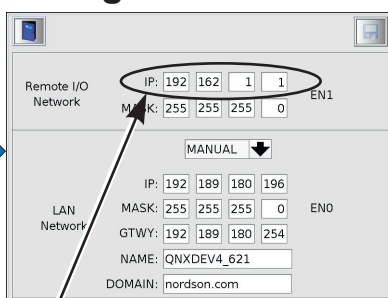 IP: 192 162 1 1
Remote I/O Network
EN1
MASK: 255 255 255 0
MANUAL
IP: 192 189 180 196
LAN Network
MASK: 255 255 255 0
EN0
GTWY: 192 189 180 254
NAME: QNXDEV4_621
DOMAIN: nordson.com